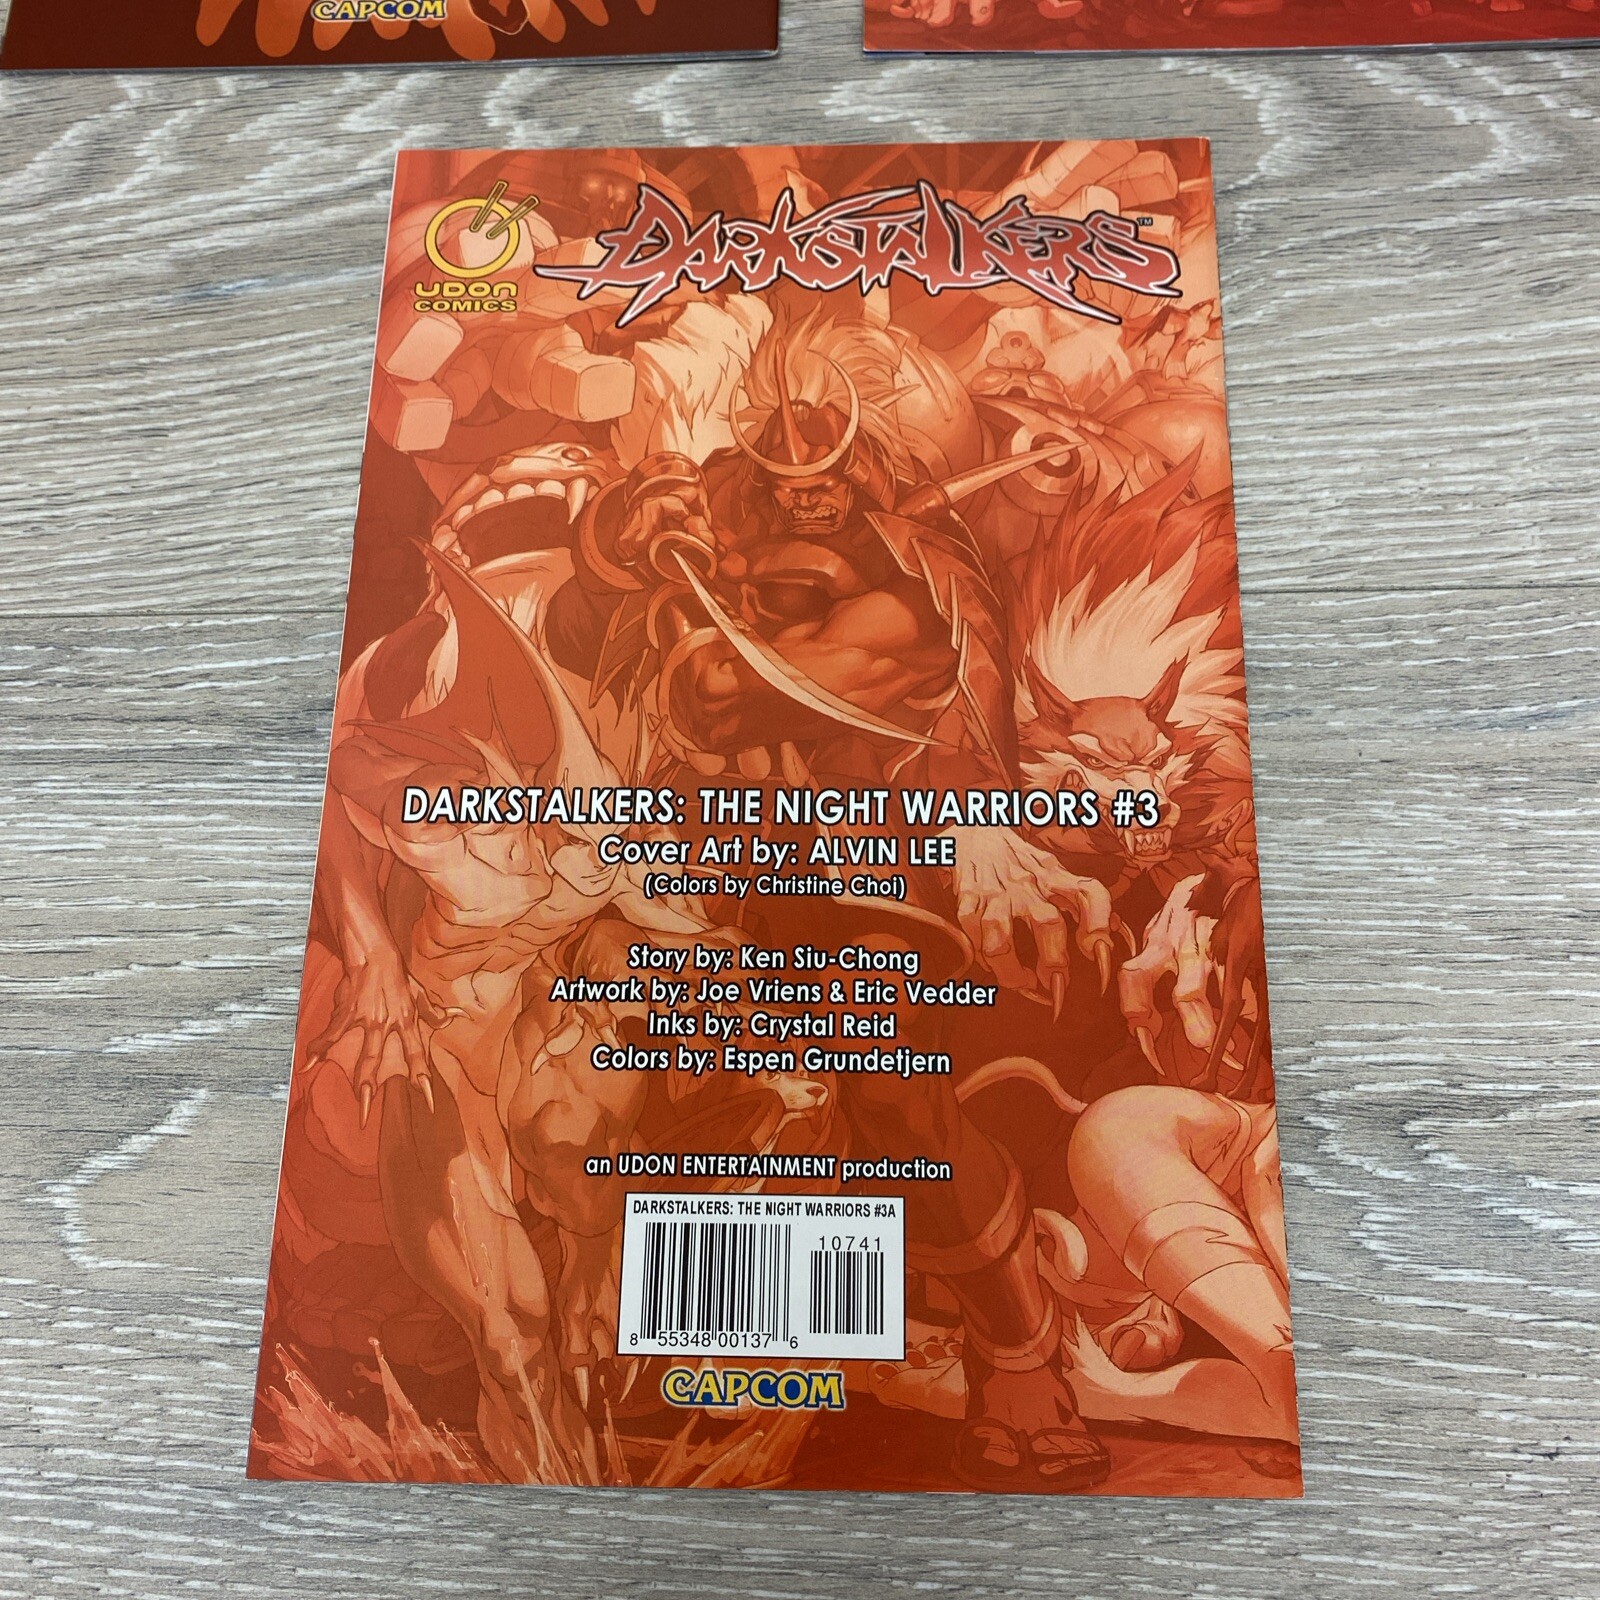 CAPCOM
UDON
COMICS
DARKSTALKERS™
DARKSTALKERS: THE NIGHT WARRIORS #3
Cover Art by: ALVIN LEE
(Colors by Christine Choi)
Story by: Ken Siu-Chong
Artwork by: Joe Vriens & Eric Vedder
Inks by: Crystal Reid
Colors by: Espen Grundetjern
an UDON ENTERTAINMENT production
DARKSTALKERS: THE NIGHT WARRIORS #3A
10741
8 55348 00137 6
CAPCOM